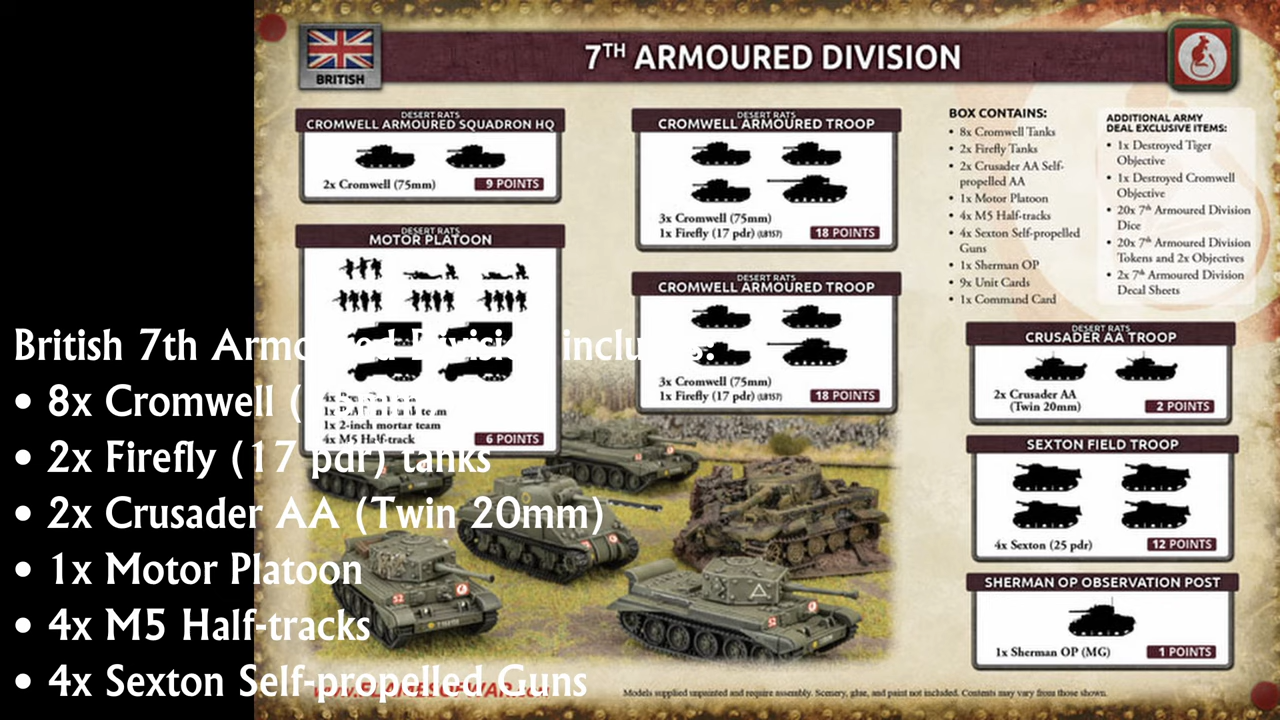 BRITISH
7TH ARMOURED DIVISION
DESERT RATS
CROMWELL ARMOURED SQUADRON HQ
2x Cromwell (75mm)
9 POINTS
DESERT RATS
MOTOR PLATOON
1x 2-inch mortar team
4x M5 Half-track
6 POINTS
DESERT RATS
CROMWELL ARMOURED TROOP
3x Cromwell (75mm)
1x Firefly (17 pdr) (LB157)
18 POINTS
DESERT RATS
CROMWELL ARMOURED TROOP
3x Cromwell (75mm)
1x Firefly (17 pdr) (LB157)
18 POINTS
BOX CONTAINS:
• 8x Cromwell Tanks
• 2x Firefly Tanks
• 2x Crusader AA Self-
propelled AA
• 1x Motor Platoon
• 4x M5 Half-tracks
• 4x Sexton Self-propelled
Guns
• 1x Sherman OP
• 9x Unit Cards
• 1x Command Card
ADDITIONAL ARMY
DEAL EXCLUSIVE ITEMS:
• 1x Destroyed Tiger
Objective
• 1x Destroyed Cromwell
Objective
• 20x 7th Armoured Division
Dice
• 20x 7th Armoured Division
Tokens and 2x Objectives
• 2x 7th Armoured Division
Decal Sheets
DESERT RATS
CRUSADER AA TROOP
2x Crusader AA
(Twin 20mm)
2 POINTS
SEXTON FIELD TROOP
4x Sexton (25 pdr)
12 POINTS
SHERMAN OP OBSERVATION POST
1x Sherman OP (MG)
1 POINTS
British 7th Armoured Division includes:
• 8x Cromwell (
• 2x Firefly (17 pdr) tanks
• 2x Crusader AA (Twin 20mm)
• 1x Motor Platoon
• 4x M5 Half-tracks
• 4x Sexton Self-propelled Guns
Models supplied unpainted and require assembly. Scenery, glue, and paint not included. Contents may vary from those shown.